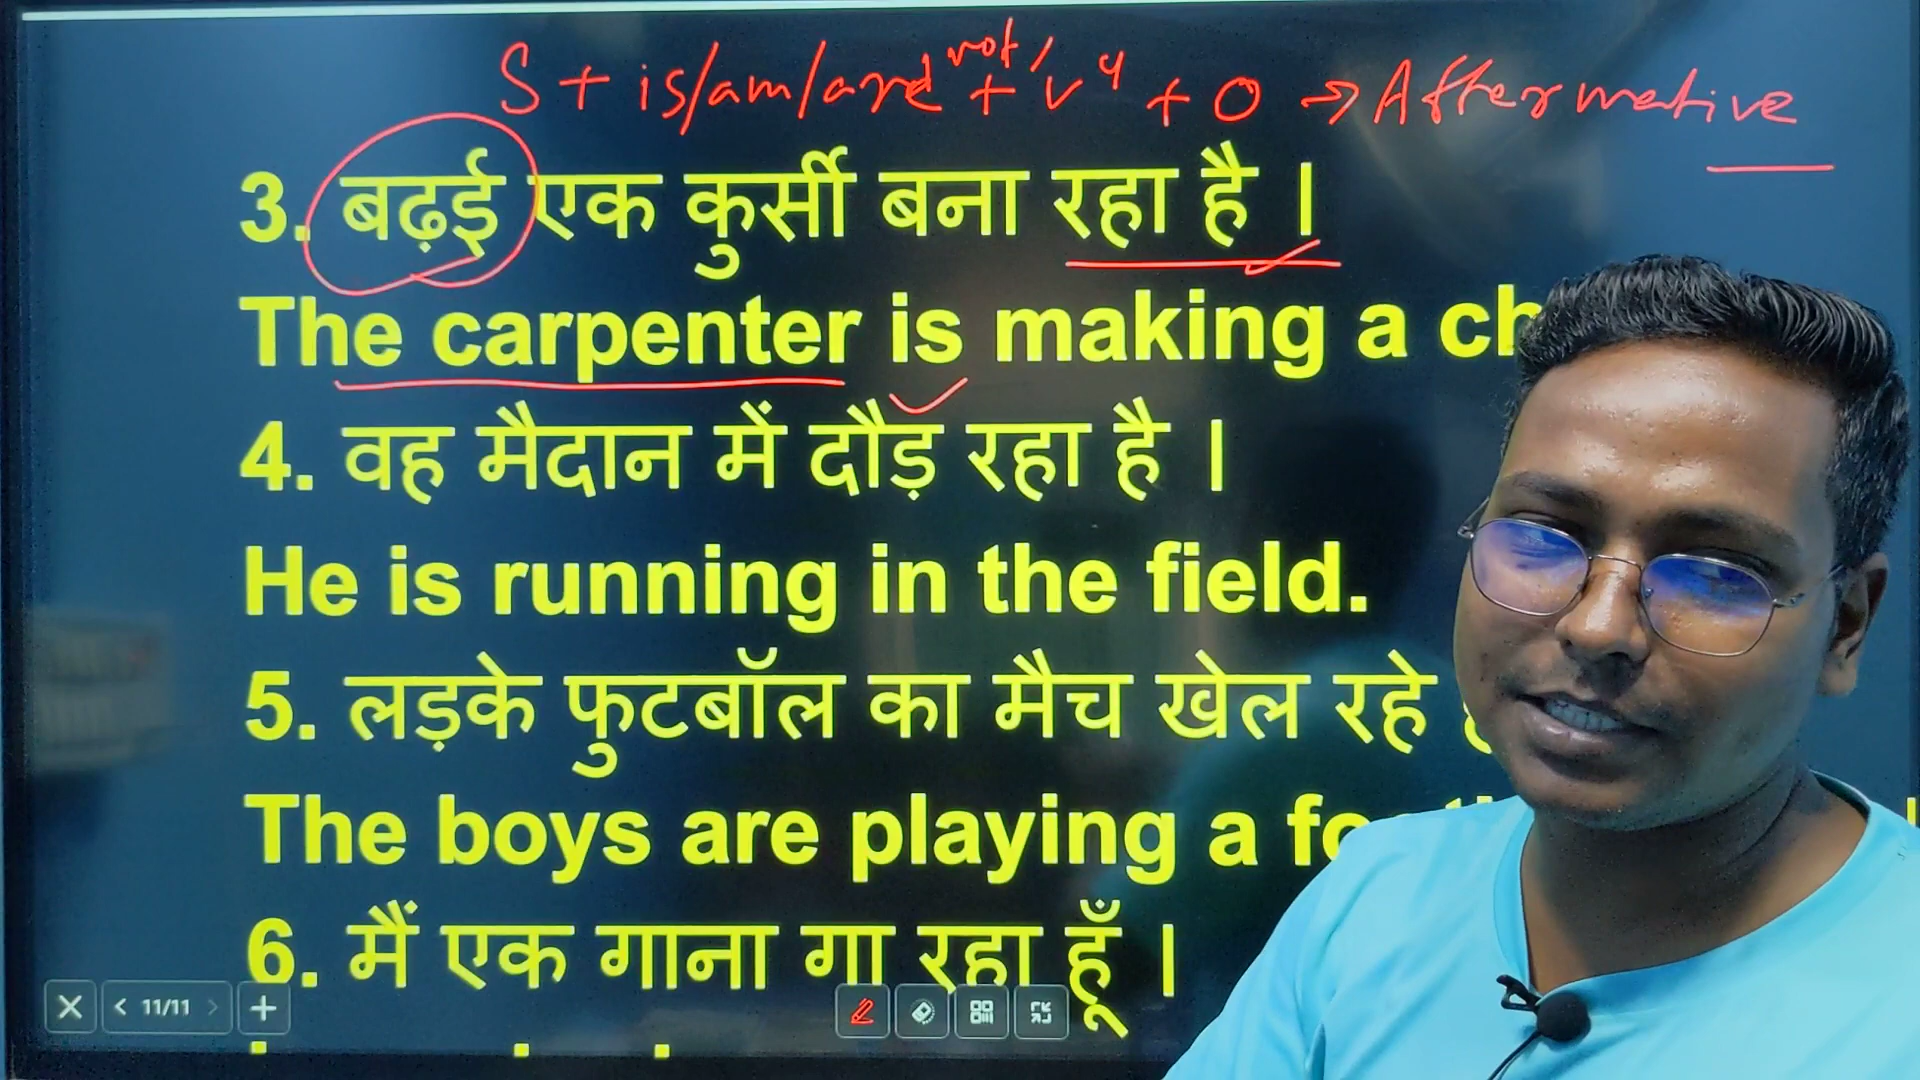 S + is/am/are + not / v4 + O → Affermative
3. बढ़ई एक कुर्सी बना रहा है ।
The carpenter is making a ch
4. वह मैदान में दौड़ रहा है ।
He is running in the field.
5. लड़के फुटबॉल का मैच खेल रहे
The boys are playing a fo
6. मैं एक गाना गा रहा हूँ ।
11/11